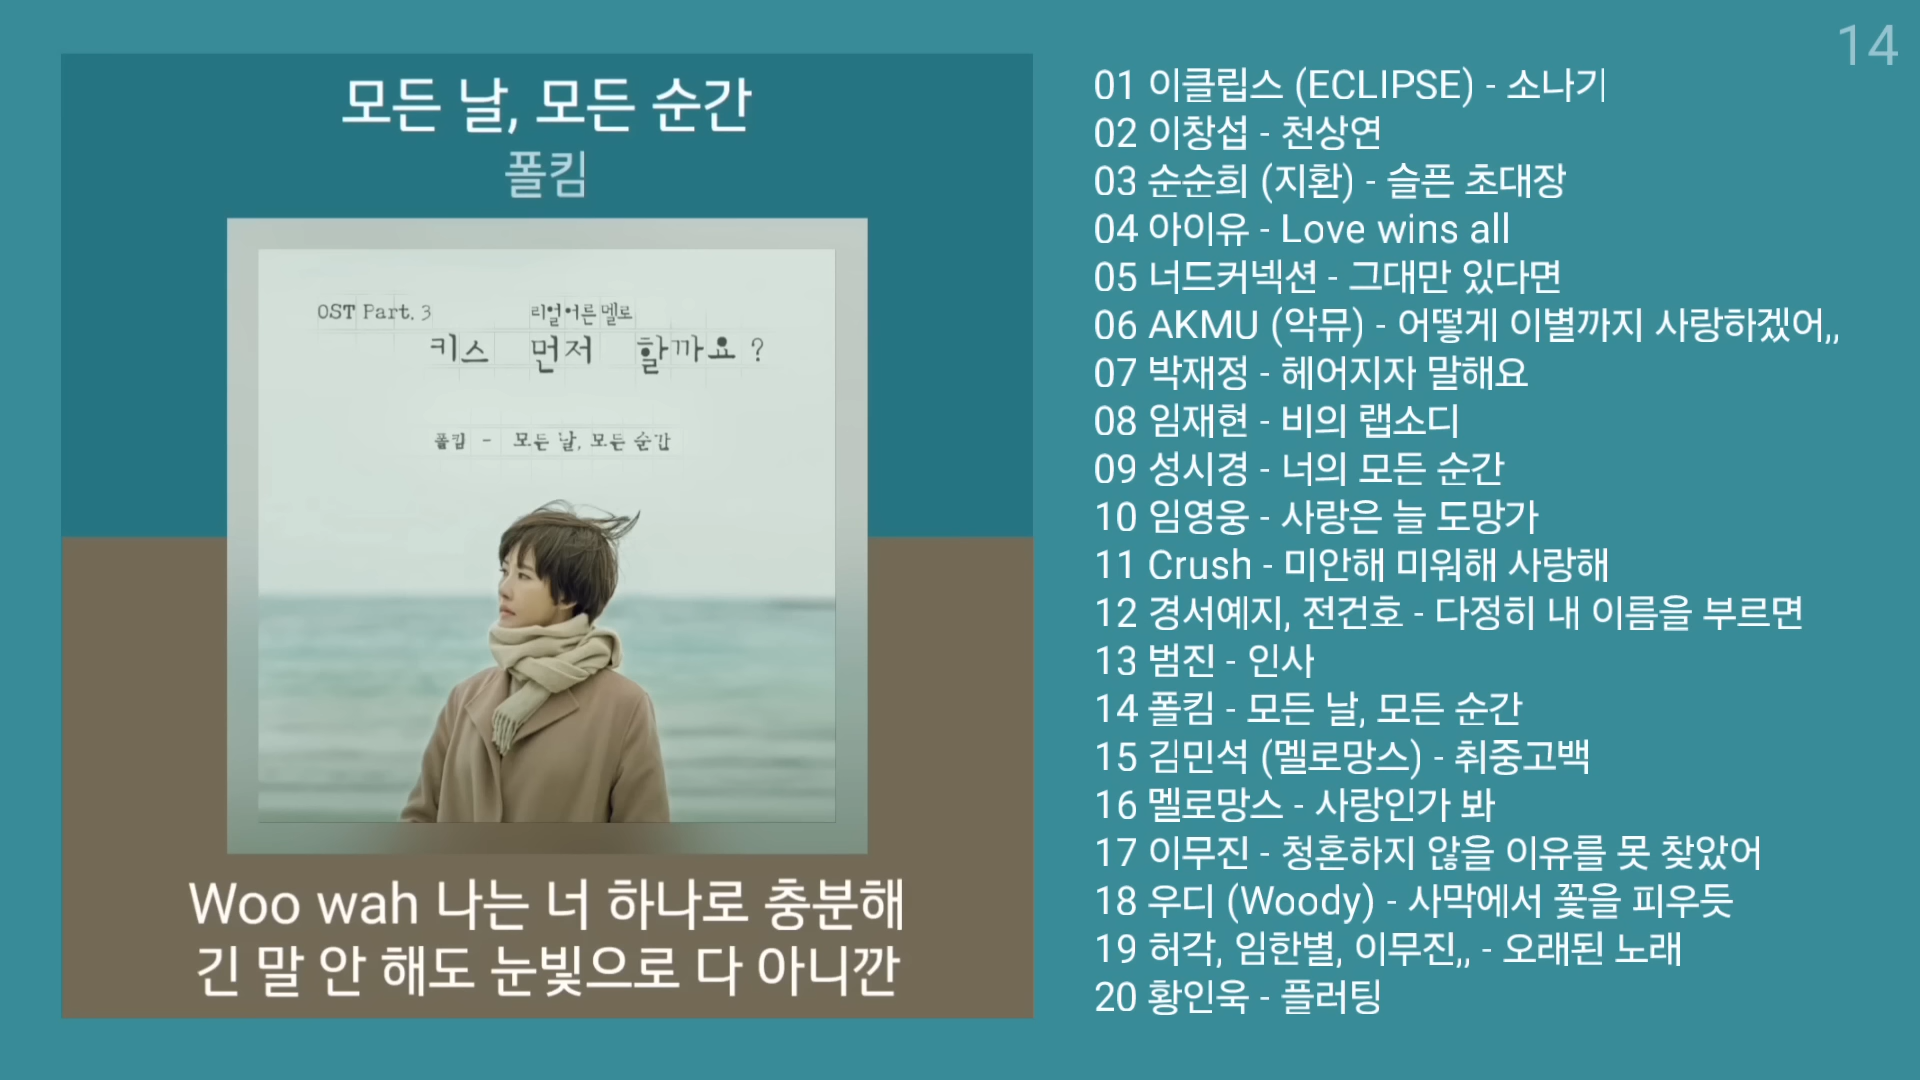 14
모든 날, 모든 순간
폴킴
OST Part. 3
리얼어른멜로
키스 먼저 할까요?
폴킴 - 모든 날, 모든 순간
Woo wah 나는 너 하나로 충분해
긴 말 안 해도 눈빛으로 다 아니깐
01 이클립스 (ECLIPSE) - 소나기
02 이창섭 - 천상연
03 순순희 (지환) - 슬픈 초대장
04 아이유 - Love wins all
05 너드커넥션 - 그대만 있다면
06 AKMU (악뮤) - 어떻게 이별까지 사랑하겠어,,
07 박재정 - 헤어지자 말해요
08 임재현 - 비의 랩소디
09 성시경 - 너의 모든 순간
10 임영웅 - 사랑은 늘 도망가
11 Crush - 미안해 미워해 사랑해
12 경서예지, 전건호 - 다정히 내 이름을 부르면
13 범진 - 인사
14 폴킴 - 모든 날, 모든 순간
15 김민석 (멜로망스) - 취중고백
16 멜로망스 - 사랑인가 봐
17 이무진 - 청혼하지 않을 이유를 못 찾았어
18 우디 (Woody) - 사막에서 꽃을 피우듯
19 허각, 임한별, 이무진,, - 오래된 노래
20 황인욱 - 플러팅